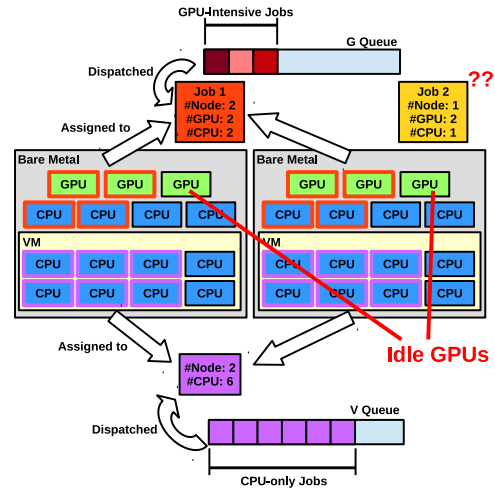 GPU-Intensive Jobs
G Queue
Dispatched
Job 1
#Node: 2
#GPU: 2
#CPU: 2
Job 2
#Node: 1
#GPU: 2
#CPU: 1
??
Assigned to
Bare Metal
GPU GPU GPU
CPU CPU CPU CPU
VM
CPU CPU CPU CPU
CPU CPU CPU CPU
Bare Metal
GPU GPU GPU
CPU CPU CPU CPU
VM
CPU CPU CPU CPU
CPU CPU CPU CPU
Idle GPUs
Assigned to
#Node: 2
#CPU: 6
V Queue
Dispatched
CPU-only Jobs